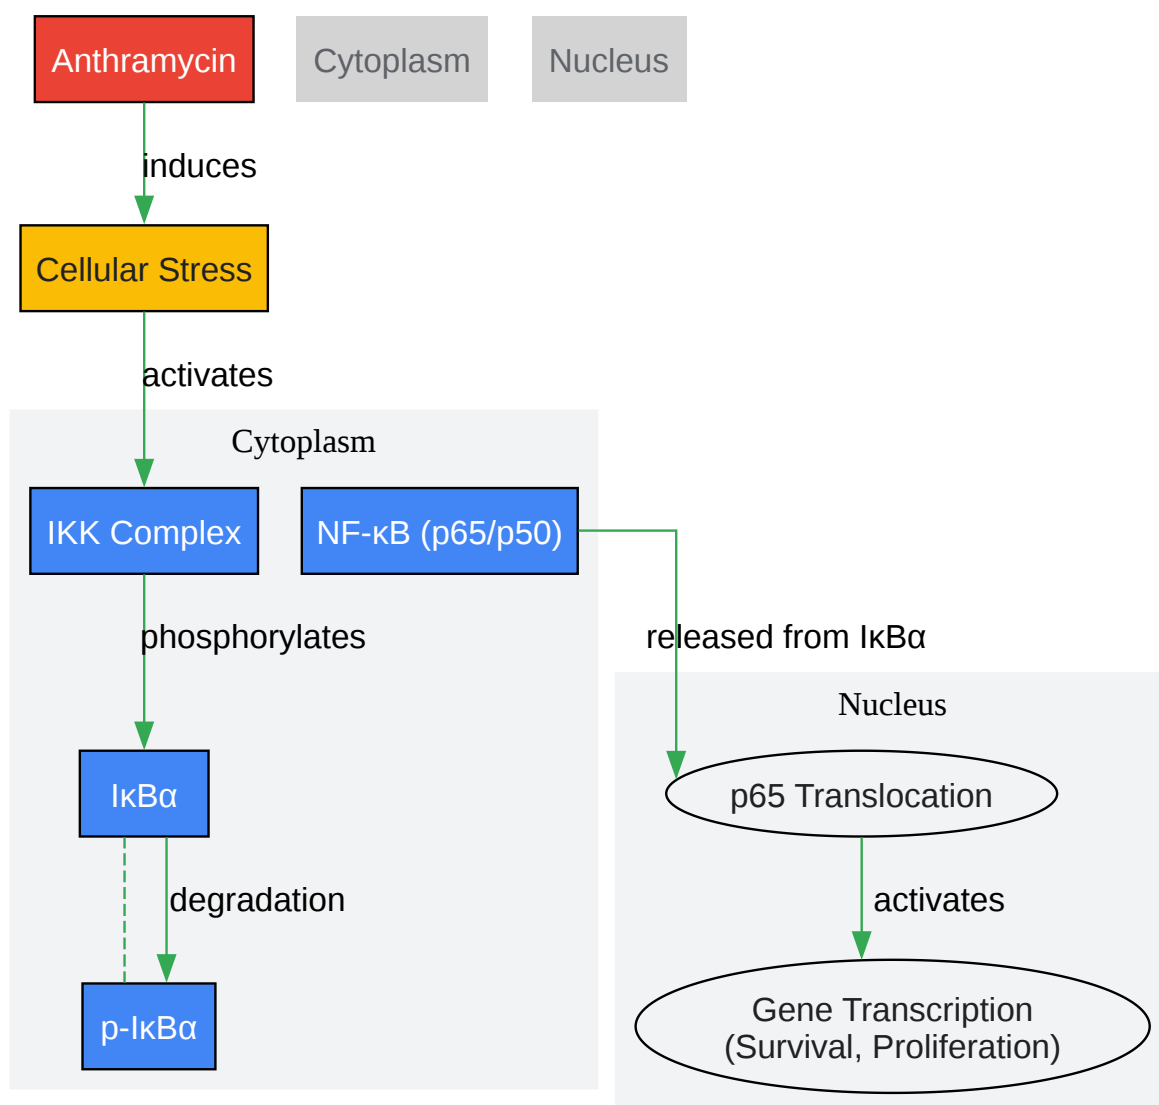 Anthramycin
Cytoplasm
Nucleus
induces
Cellular Stress
activates
Cytoplasm
IKK Complex
NF-κB (p65/p50)
phosphorylates
released from IκBα
Nucleus
IκBα
p65 Translocation
degradation
activates
p-IκBα
Gene Transcription
(Survival, Proliferation)